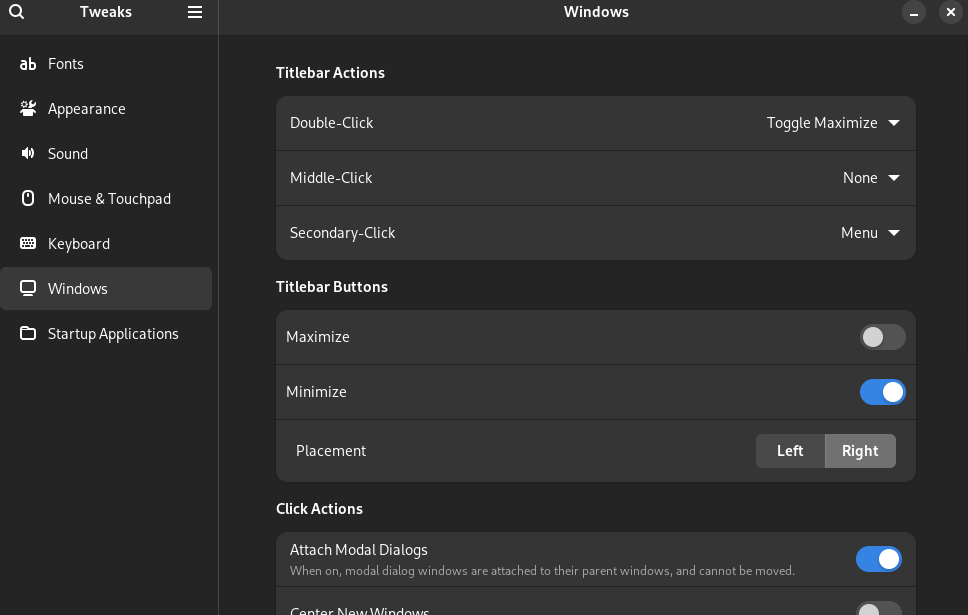 Tweaks
Windows
Fonts
Appearance
Sound
Mouse & Touchpad
Keyboard
Windows
Startup Applications
Titlebar Actions
Double-Click Toggle Maximize
Middle-Click None
Secondary-Click Menu
Titlebar Buttons
Maximize
Minimize
Placement Left Right
Click Actions
Attach Modal Dialogs
When on, modal dialog windows are attached to their parent windows, and cannot be moved.
Center New Windows